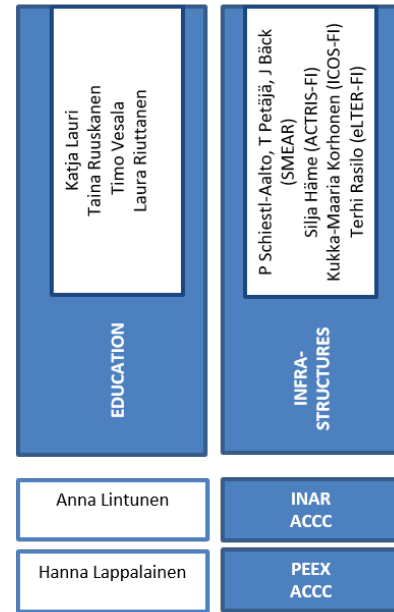 Katja Lauri
Taina Ruuskanen
Timo Vesala
Laura Riuttanen
EDUCATION
P Schiestl-Aalto, T Petäjä, J Bäck
(SMEAR)
Silja Häme (ACTRIS-FI)
Kukka-Maaria Korhonen (ICOS-FI)
Terhi Rasilo (eLTER-FI)
INFRA-
STRUCTURES
Anna Lintunen
INAR
ACCC
Hanna Lappalainen
PEEX
ACCC